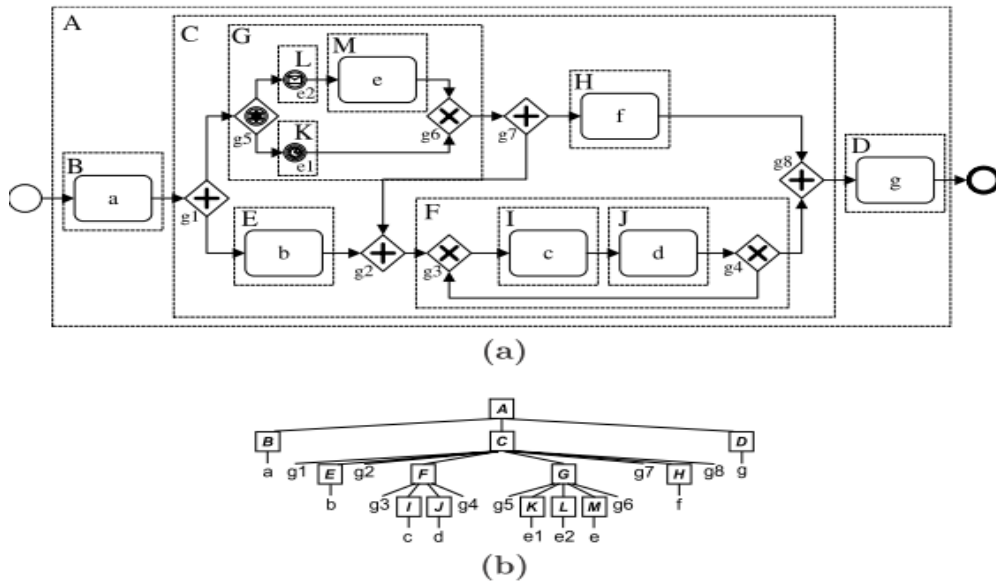 A
C
G
L
M
e2
e
H
g5
K
e1
g6
g7
f
g8
D
B
a
g1
g
E
b
g2
F
g3
I
c
J
d
g4
(a)
A
B C D
a g1 E g2 F G g7 H g8 g
b g3 I J g4 g5 K L M g6 f
c d e1 e2 e
(b)